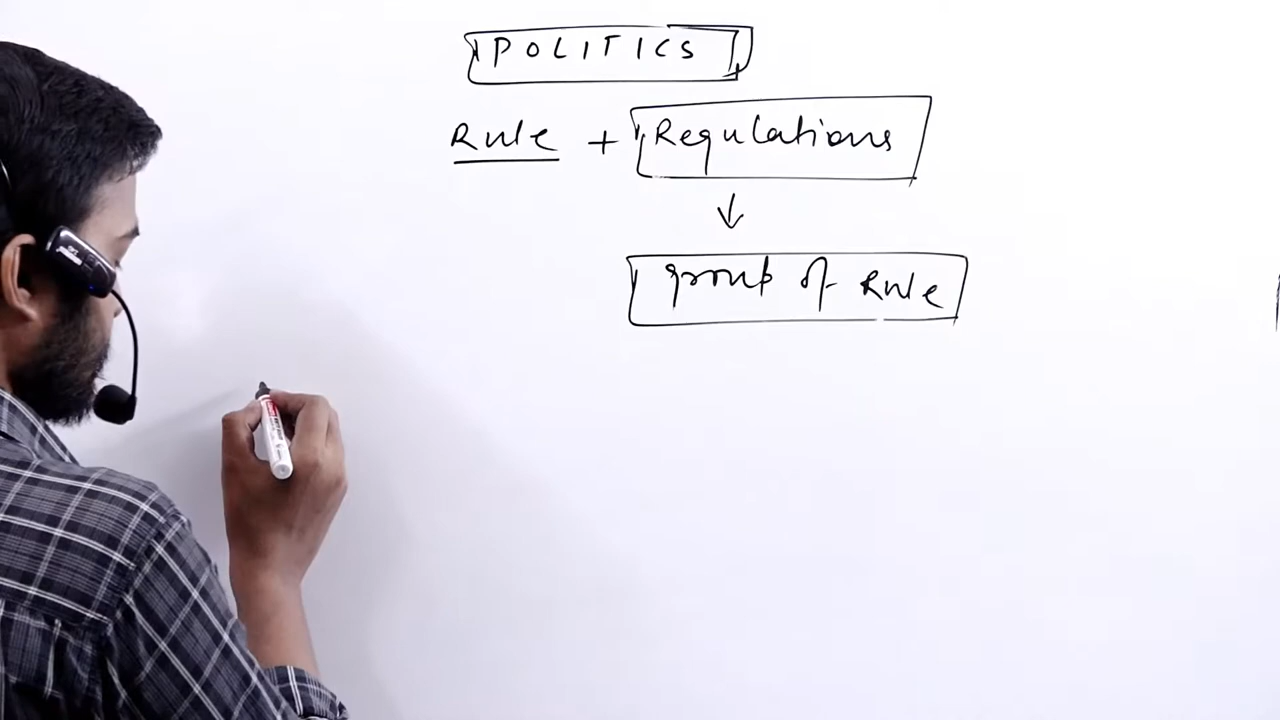 POLITICS
Rule + Regulations
↓
group of Rule